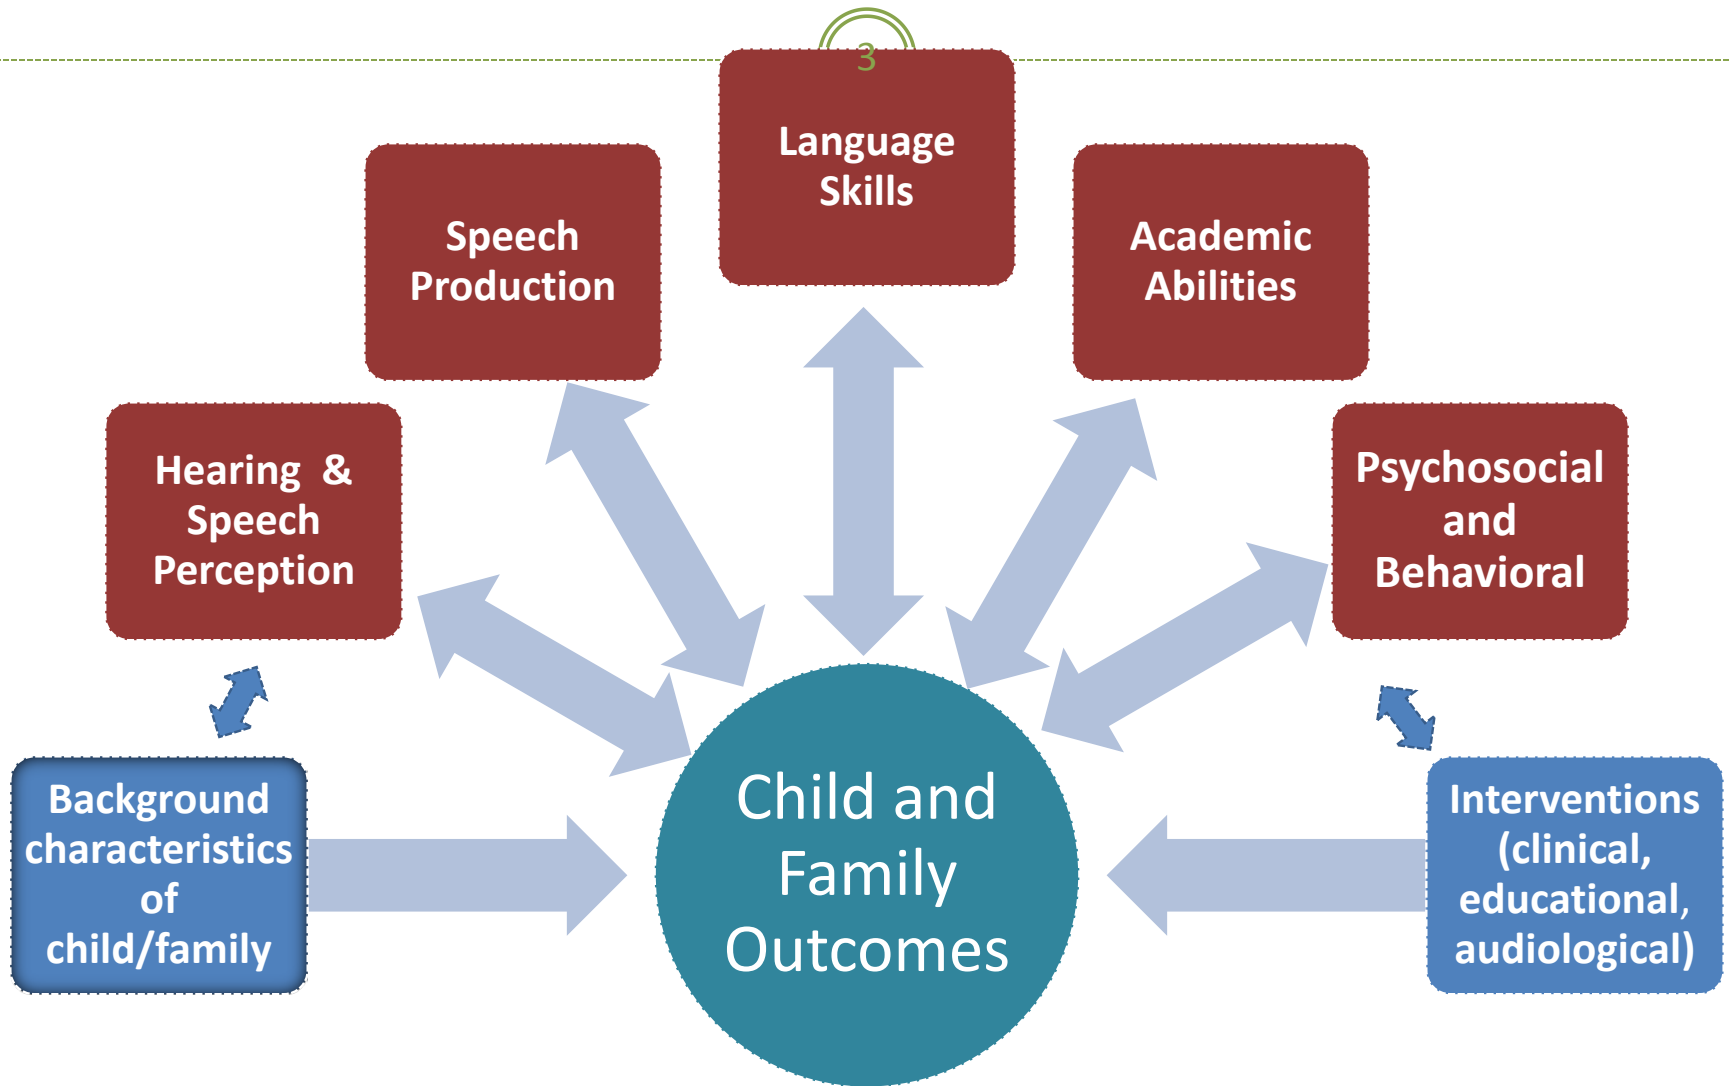 3
Language
Skills
Speech
Production
Academic
Abilities
Hearing & 
Speech
Perception
Psychosocial
and
Behavioral
Background
characteristics
of
child/family
Child and
Family
Outcomes
Interventions
(clinical,
educational,
audiological)